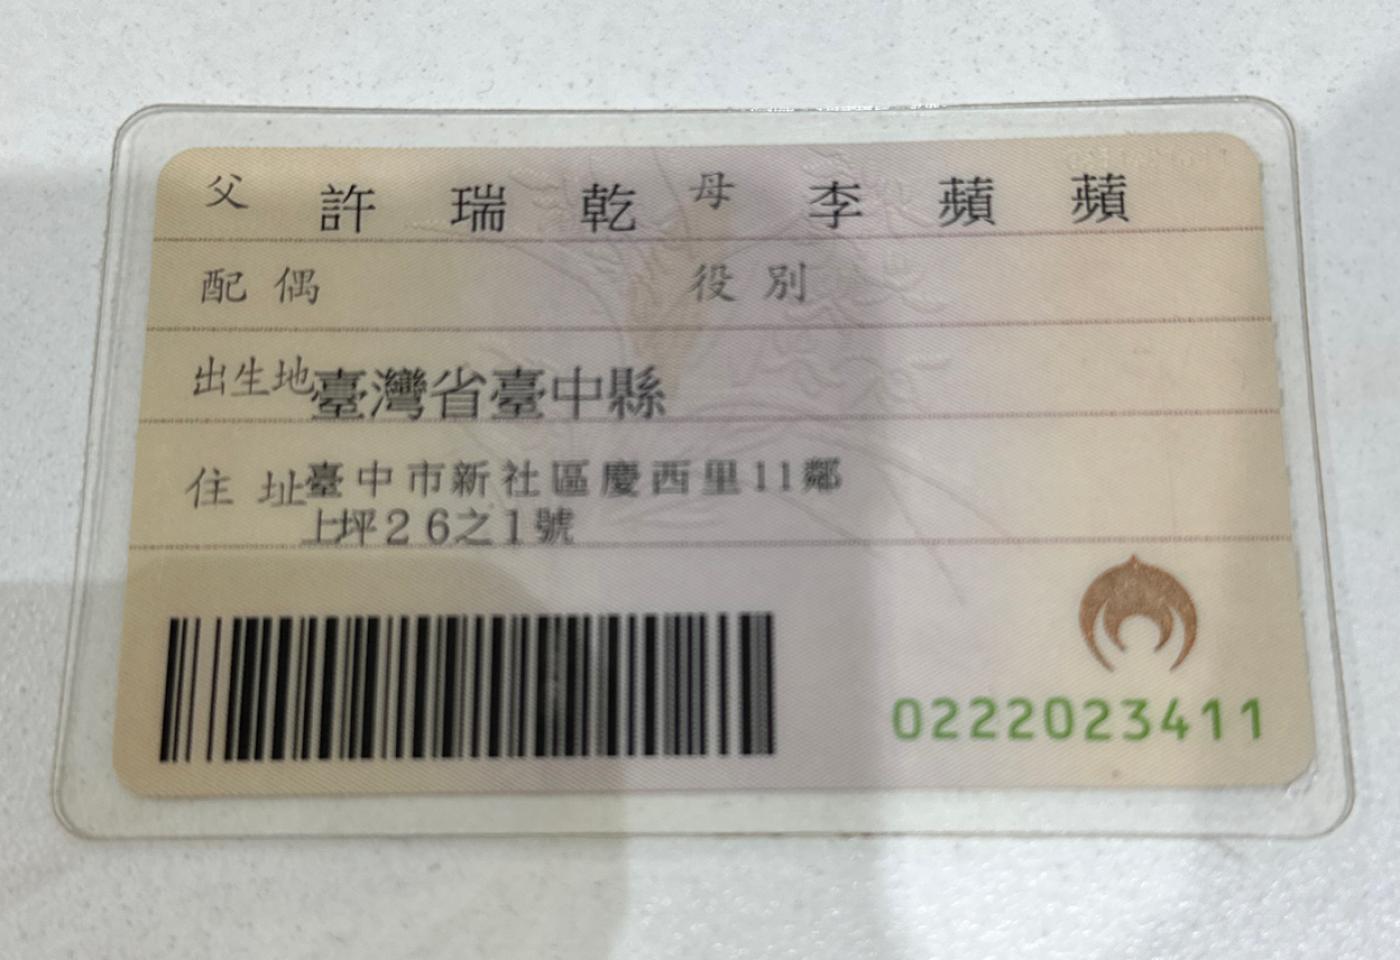 父 許瑞乾 母 李蘋蘋
配偶 役別
出生地 臺灣省臺中縣
住址 臺中市新社區慶西里11鄰
上坪26之1號
0222023411